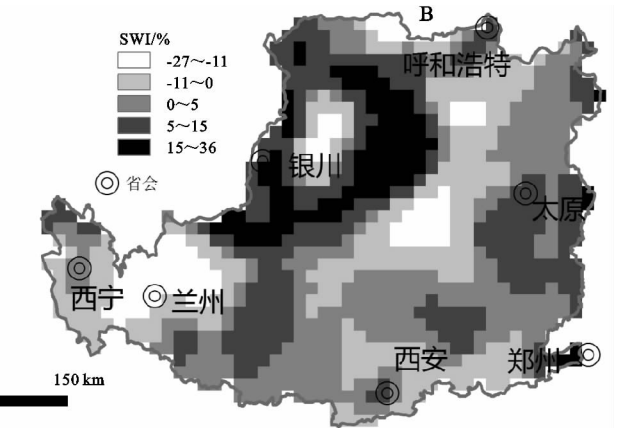 B
SWI/%
-27～-11
-11～0
0～5
5～15
15～36
省会
呼和浩特
银川
太原
西宁
兰州
西安
郑州
150 km